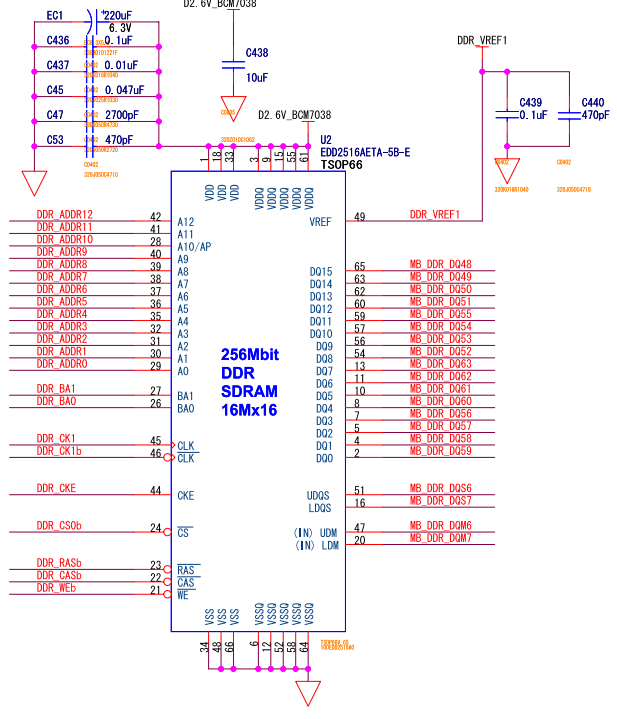 D2.6V_BCM7038
EC1 220uF
6.3V
C436 0.1uF
C437 0.01uF
C0402
320X016R1040
C45 0.047uF
C0402
C47 2700pF
C0402
C53 470pF
C0402
320J050C4710
C438
10uF
D2.6V_BCM7038
DDR_VREF1
C439
0.1uF
C0402
C440
470pF
C0402
320J050C4710
U2
EDD2516AETA-5B-E
TSOP66
1 18 33 3 9 15 55 61
VDD VDD VDD VDDQ VDDQ VDDQ VDDQ VDDQ
VREF 49 DDR_VREF1
DDR_ADDR12 42 A12
DDR_ADDR11 41 A11
DDR_ADDR10 28 A10/AP
DDR_ADDR9 40 A9
DDR_ADDR8 39 A8
DDR_ADDR7 38 A7
DDR_ADDR6 37 A6
DDR_ADDR5 36 A5
DDR_ADDR4 35 A4
DDR_ADDR3 32 A3
DDR_ADDR2 31 A2
DDR_ADDR1 30 A1
DDR_ADDR0 29 A0
DDR_BA1 27 BA1
DDR_BA0 26 BA0
DDR_CK1 45 CLK
DDR_CK1b 46 CLK
DDR_CKE 44 CKE
DDR_CS0b 24 CS
DDR_RASb 23 RAS
DDR_CASb 22 CAS
DDR_WEb 21 WE
256Mbit
DDR
SDRAM
16Mx16
DQ15 65 MB_DDR_DQ48
DQ14 63 MB_DDR_DQ49
DQ13 62 MB_DDR_DQ50
DQ12 60 MB_DDR_DQ51
DQ11 59 MB_DDR_DQ55
DQ10 57 MB_DDR_DQ54
DQ9 56 MB_DDR_DQ53
DQ8 54 MB_DDR_DQ52
DQ7 13 MB_DDR_DQ63
DQ6 11 MB_DDR_DQ62
DQ5 10 MB_DDR_DQ61
DQ4 8 MB_DDR_DQ60
DQ3 7 MB_DDR_DQ56
DQ2 5 MB_DDR_DQ57
DQ1 4 MB_DDR_DQ58
DQ0 2 MB_DDR_DQ59
UDQS 51 MB_DDR_DQS6
LDQS 16 MB_DDR_DQS7
(IN) UDM 47 MB_DDR_DQM6
(IN) LDM 20 MB_DDR_DQM7
VSS VSS VSS VSSQ VSSQ VSSQ VSSQ VSSQ
34 48 66 6 12 52 58 64